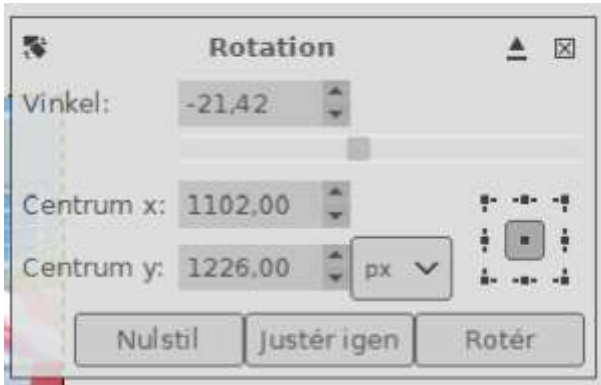 Rotation
Vinkel: -21,42
Centrum x: 1102,00
Centrum y: 1226,00 px
Nulstil Justér igen Rotér